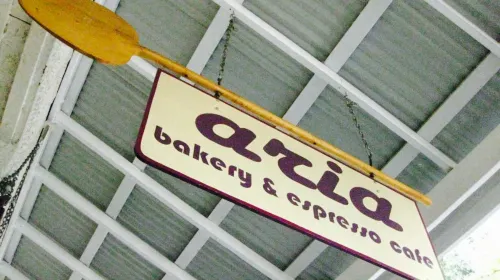 aria
bakery & espresso cafe